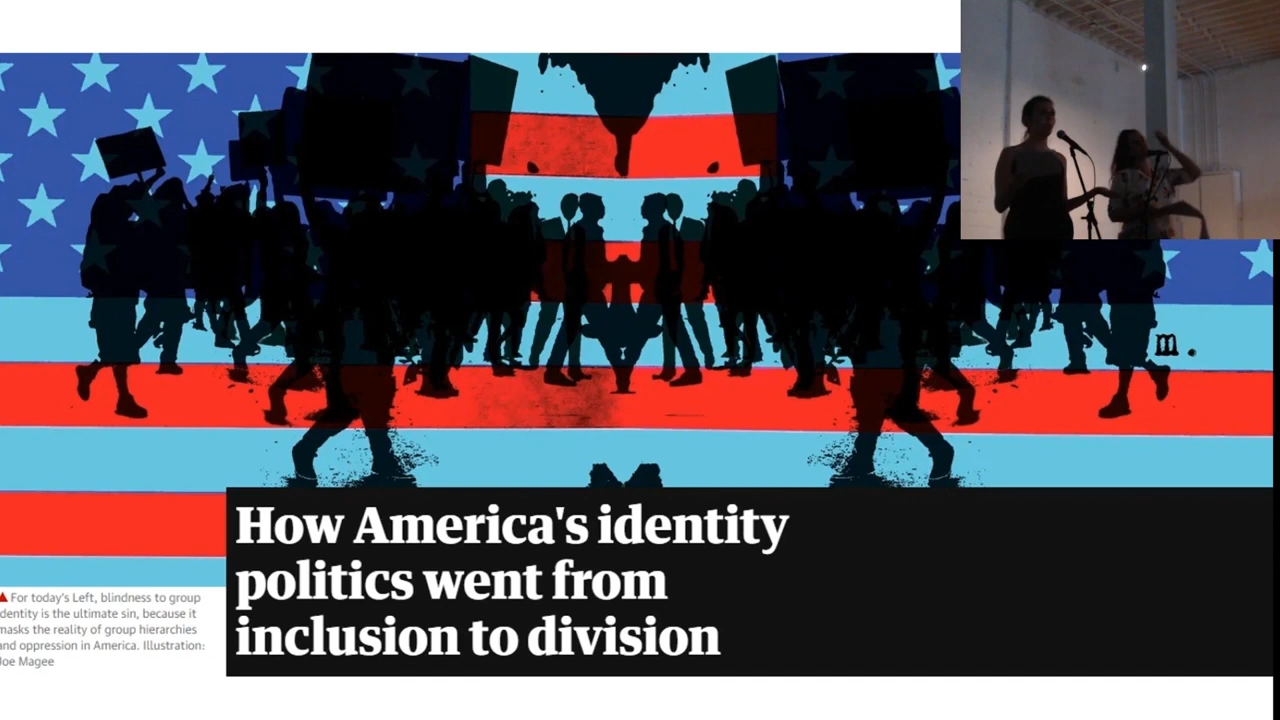 m.
How America's identity
politics went from
inclusion to division
For today's Left, blindness to group
identity is the ultimate sin, because it
masks the reality of group hierarchies
and oppression in America. Illustration:
Joe Magee